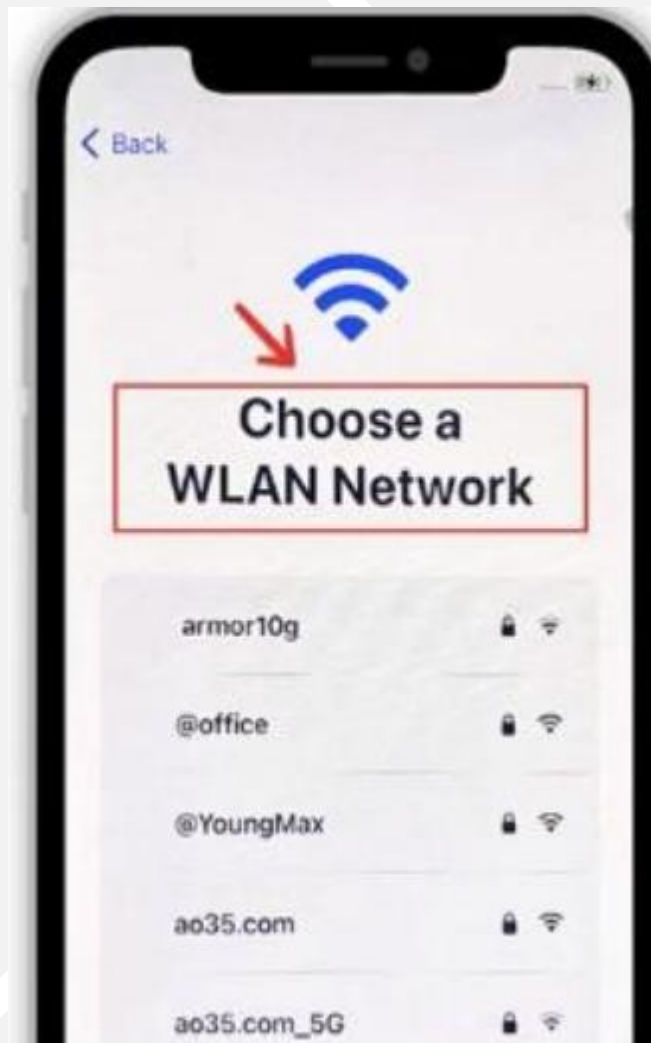 Back
Choose a
WLAN Network
armor10g
@office
@YoungMax
ao35.com
ao35.com_5G